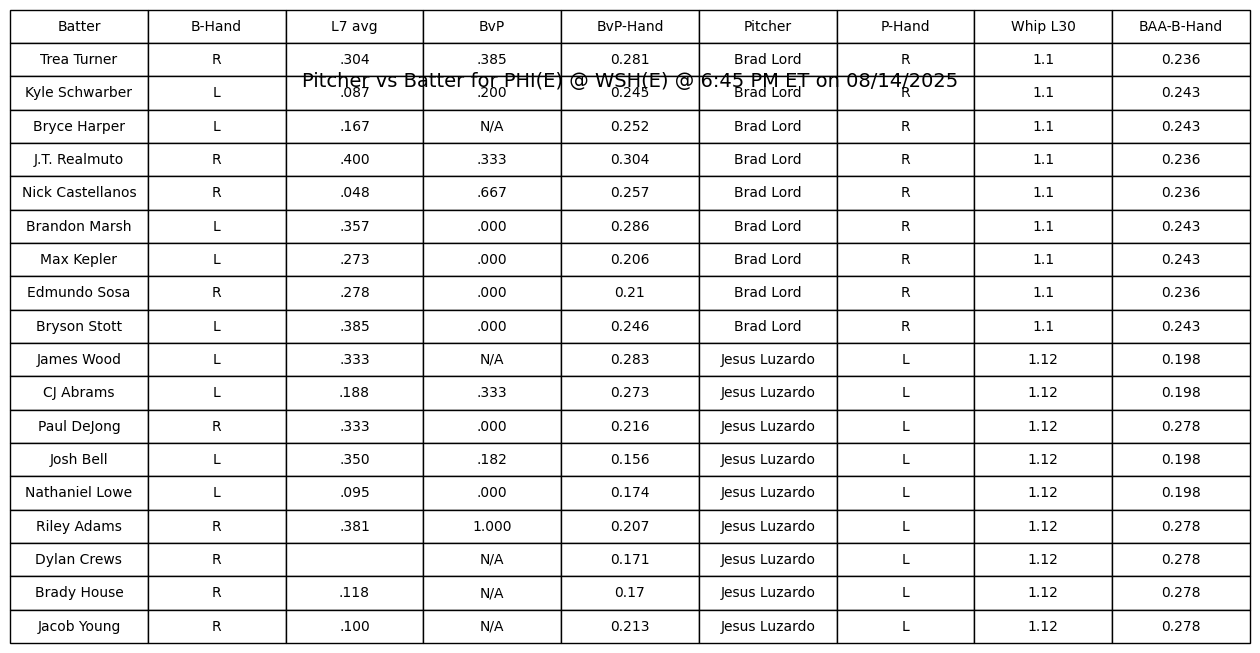 Batter B-Hand L7 avg BvP BvP-Hand Pitcher P-Hand Whip L30 BAA-B-Hand
Trea Turner R .304 .385 0.281 Brad Lord R 1.1 0.236
Pitcher vs Batter for PHI(E) @ WSH(E) @ 6:45 PM ET on 08/14/2025
Kyle Schwarber L .087 .200 0.245 Brad Lord R 1.1 0.243
Bryce Harper L .167 N/A 0.252 Brad Lord R 1.1 0.243
J.T. Realmuto R .400 .333 0.304 Brad Lord R 1.1 0.236
Nick Castellanos R .048 .667 0.257 Brad Lord R 1.1 0.236
Brandon Marsh L .357 .000 0.286 Brad Lord R 1.1 0.243
Max Kepler L .273 .000 0.206 Brad Lord R 1.1 0.243
Edmundo Sosa R .278 .000 0.21 Brad Lord R 1.1 0.236
Bryson Stott L .385 .000 0.246 Brad Lord R 1.1 0.243
James Wood L .333 N/A 0.283 Jesus Luzardo L 1.12 0.198
CJ Abrams L .188 .333 0.273 Jesus Luzardo L 1.12 0.198
Paul DeJong R .333 .000 0.216 Jesus Luzardo L 1.12 0.278
Josh Bell L .350 .182 0.156 Jesus Luzardo L 1.12 0.198
Nathaniel Lowe L .095 .000 0.174 Jesus Luzardo L 1.12 0.198
Riley Adams R .381 1.000 0.207 Jesus Luzardo L 1.12 0.278
Dylan Crews R N/A 0.171 Jesus Luzardo L 1.12 0.278
Brady House R .118 N/A 0.17 Jesus Luzardo L 1.12 0.278
Jacob Young R .100 N/A 0.213 Jesus Luzardo L 1.12 0.278